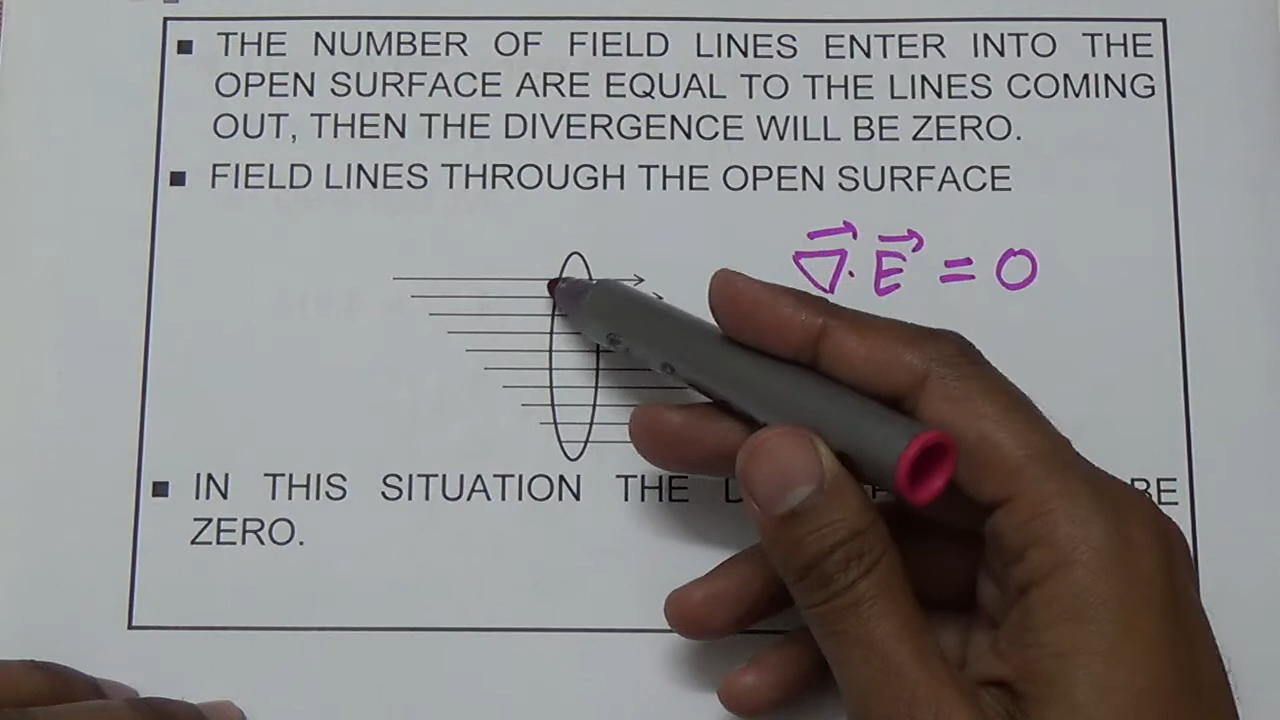 ▪ THE NUMBER OF FIELD LINES ENTER INTO THE
OPEN SURFACE ARE EQUAL TO THE LINES COMING
OUT, THEN THE DIVERGENCE WILL BE ZERO.
▪ FIELD LINES THROUGH THE OPEN SURFACE
∇⃗ · E⃗ = 0
▪ IN THIS SITUATION THE BE
ZERO.